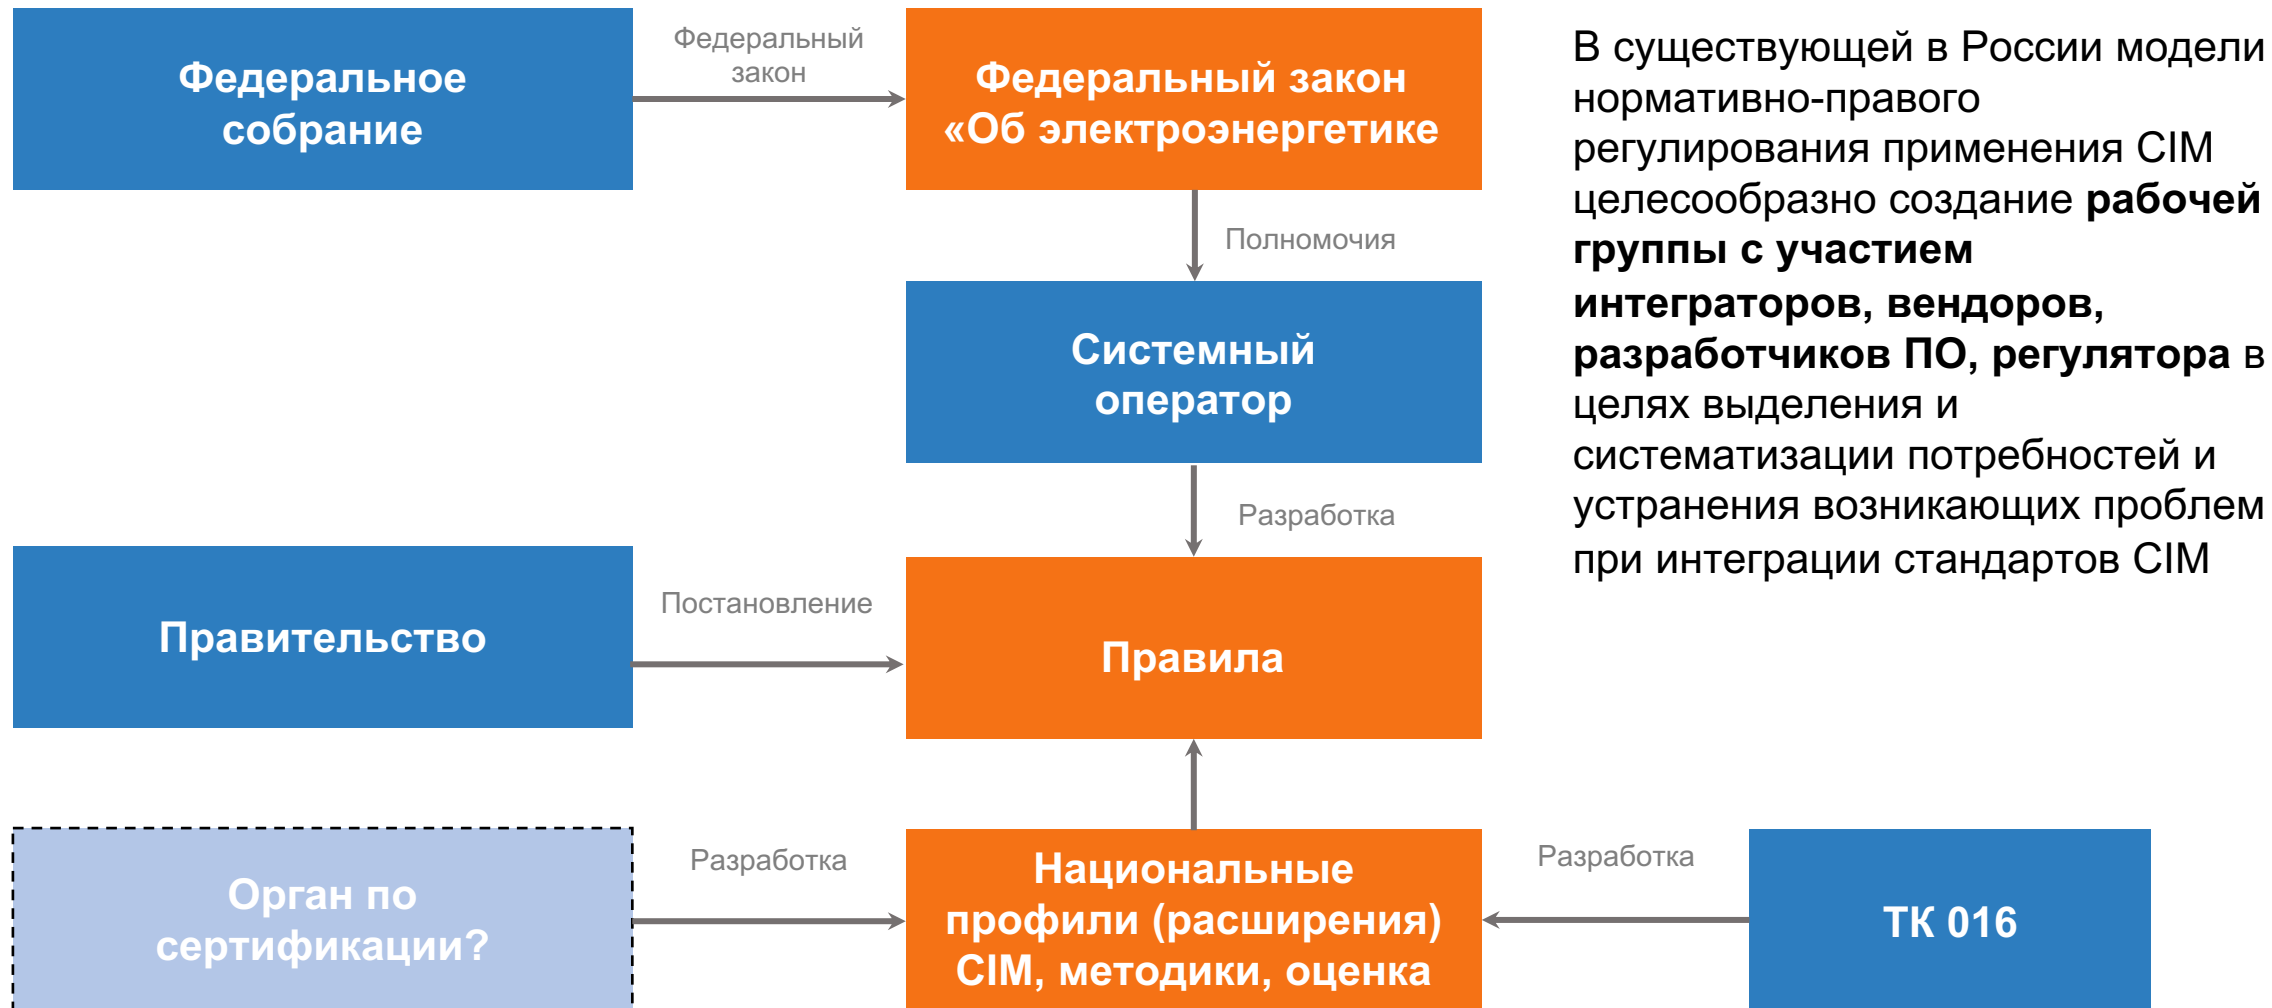 Федеральное
собрание
Федеральный
закон
Федеральный закон
«Об электроэнергетике
Полномочия
Системный
оператор
Разработка
Правительство
Постановление
Правила
Орган по
сертификации?
Разработка
Национальные
профили (расширения)
CIM, методики, оценка
Разработка
ТК 016
В существующей в России модели
нормативно-правого
регулирования применения CIM
целесообразно создание рабочей
группы с участием
интеграторов, вендоров,
разработчиков ПО, регулятора в
целях выделения и
систематизации потребностей и
устранения возникающих проблем
при интеграции стандартов CIM